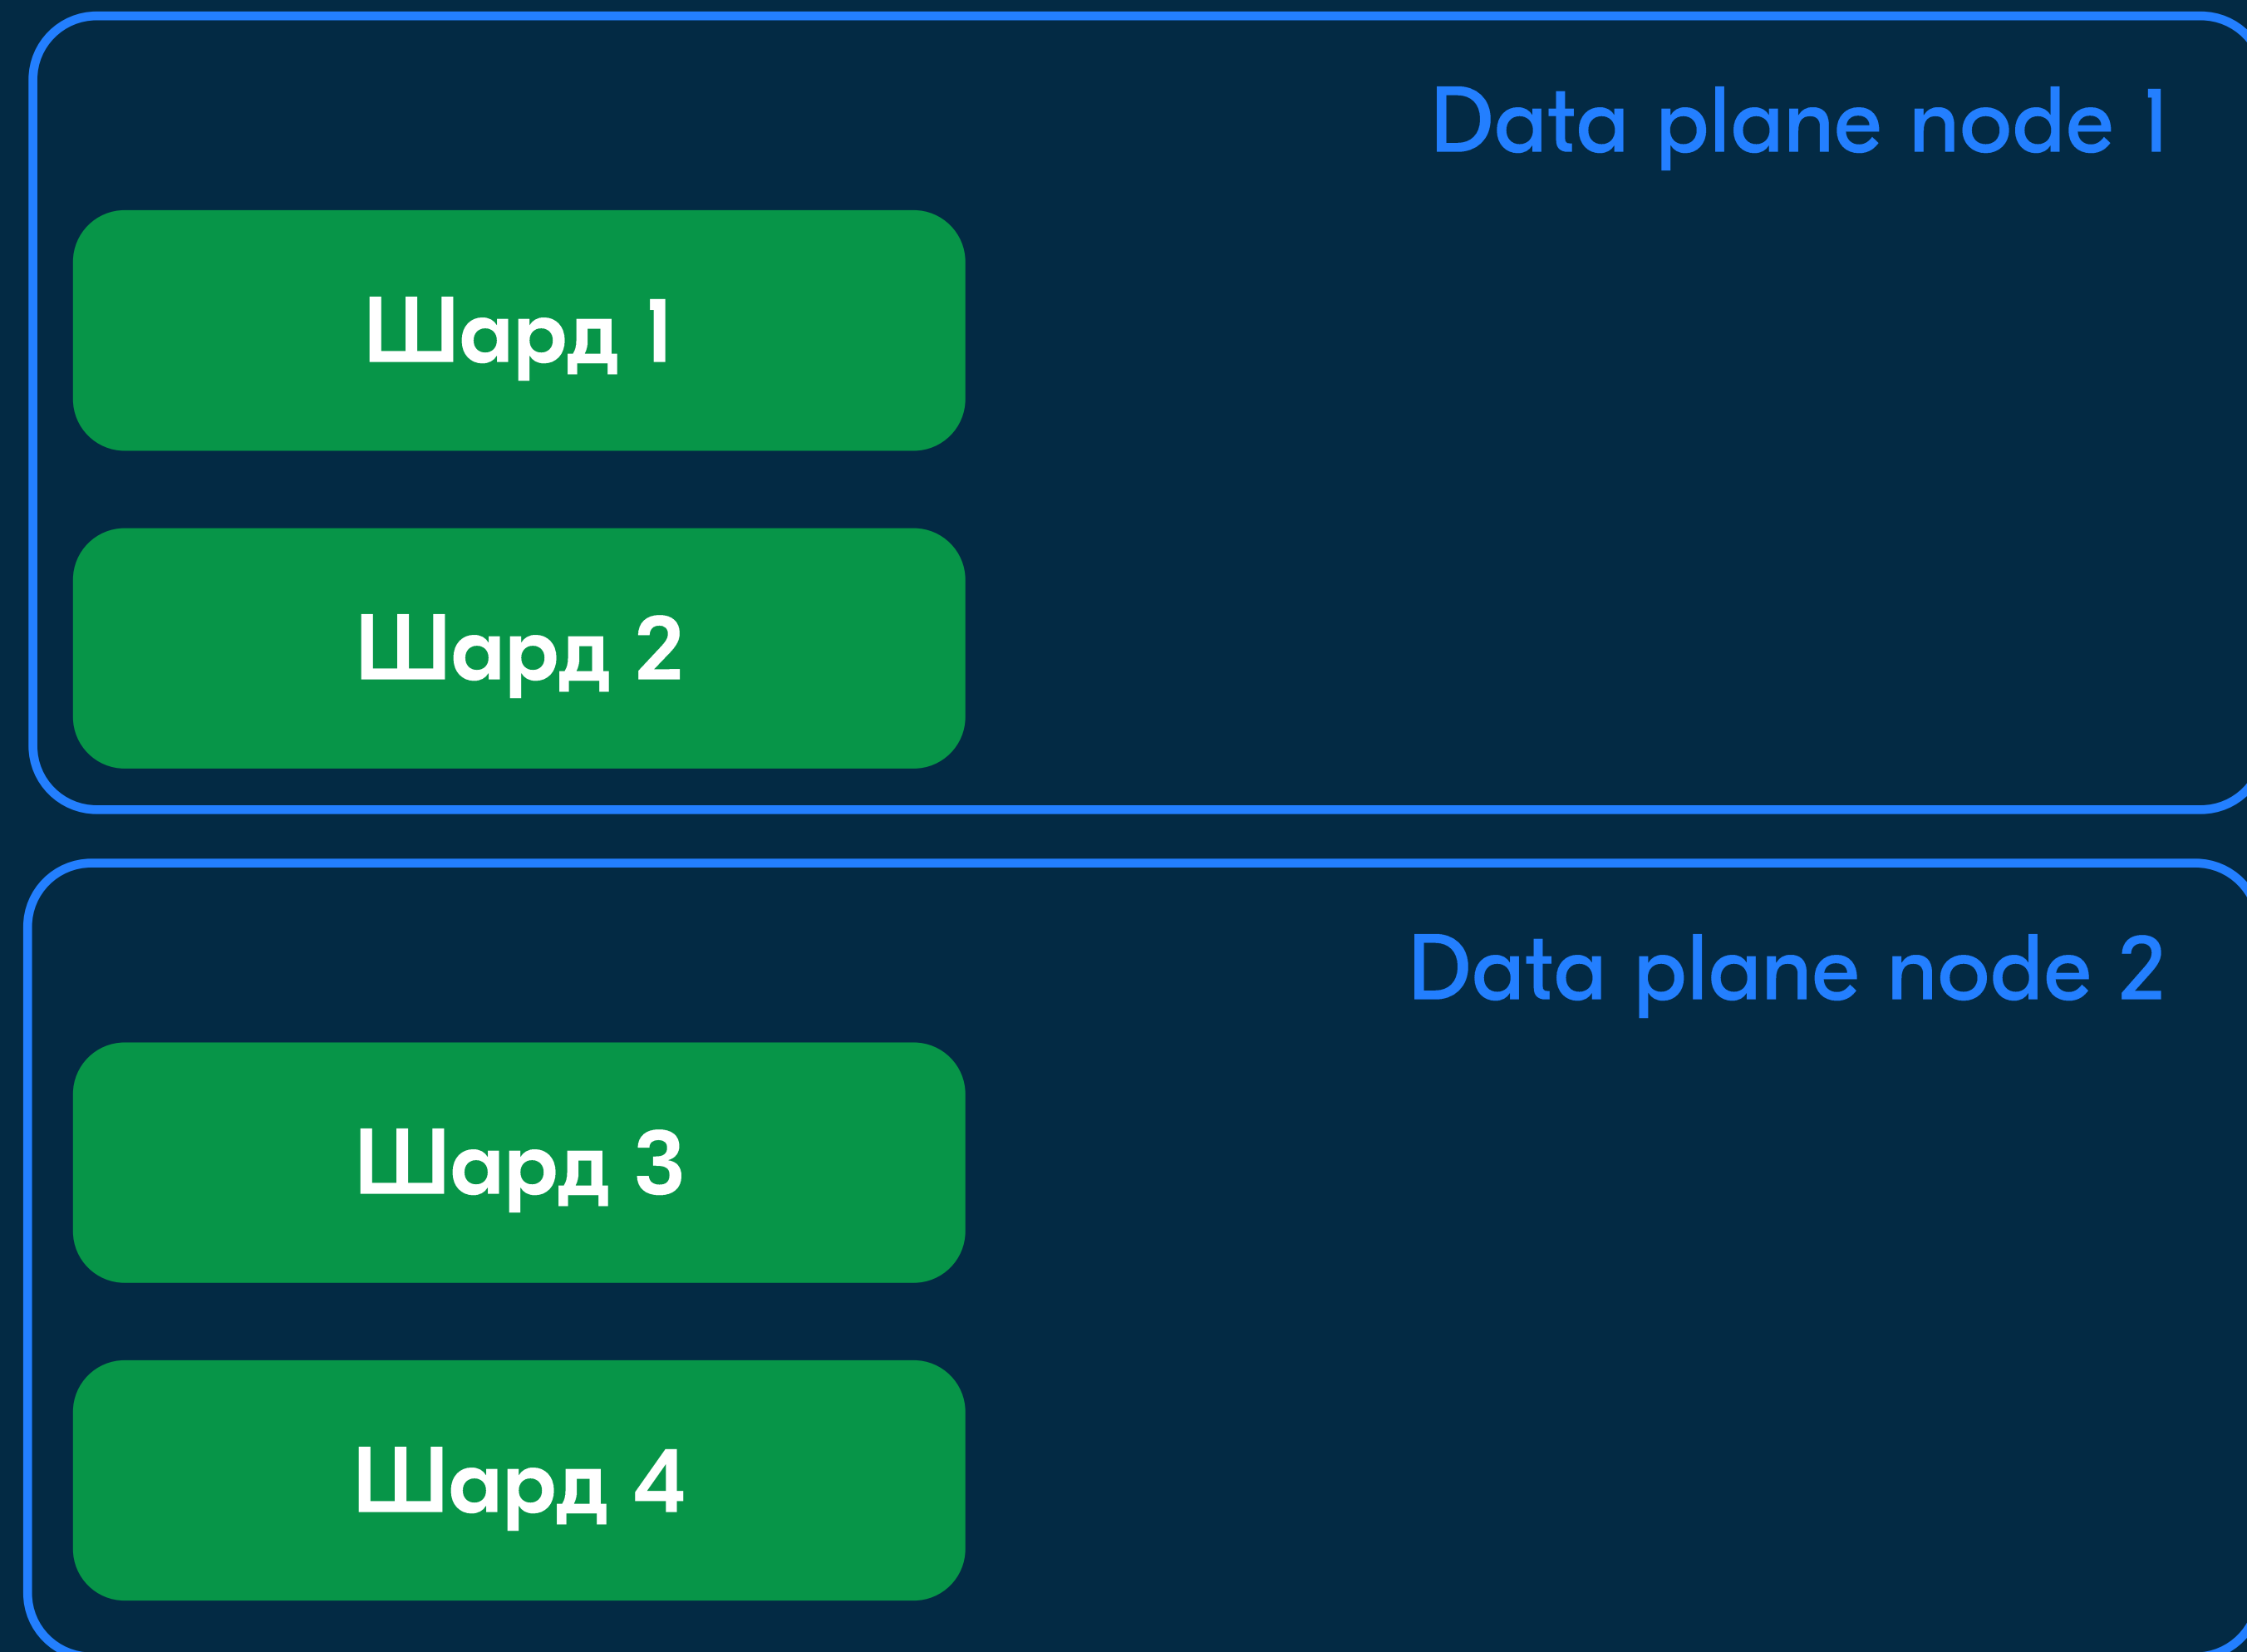 Data plane node 1
Шард 1
Шард 2
Data plane node 2
Шард 3
Шард 4